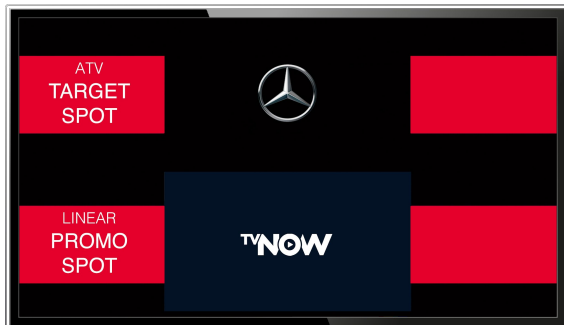 ATV
TARGET
SPOT
LINEAR
PROMO
SPOT
TVNOW